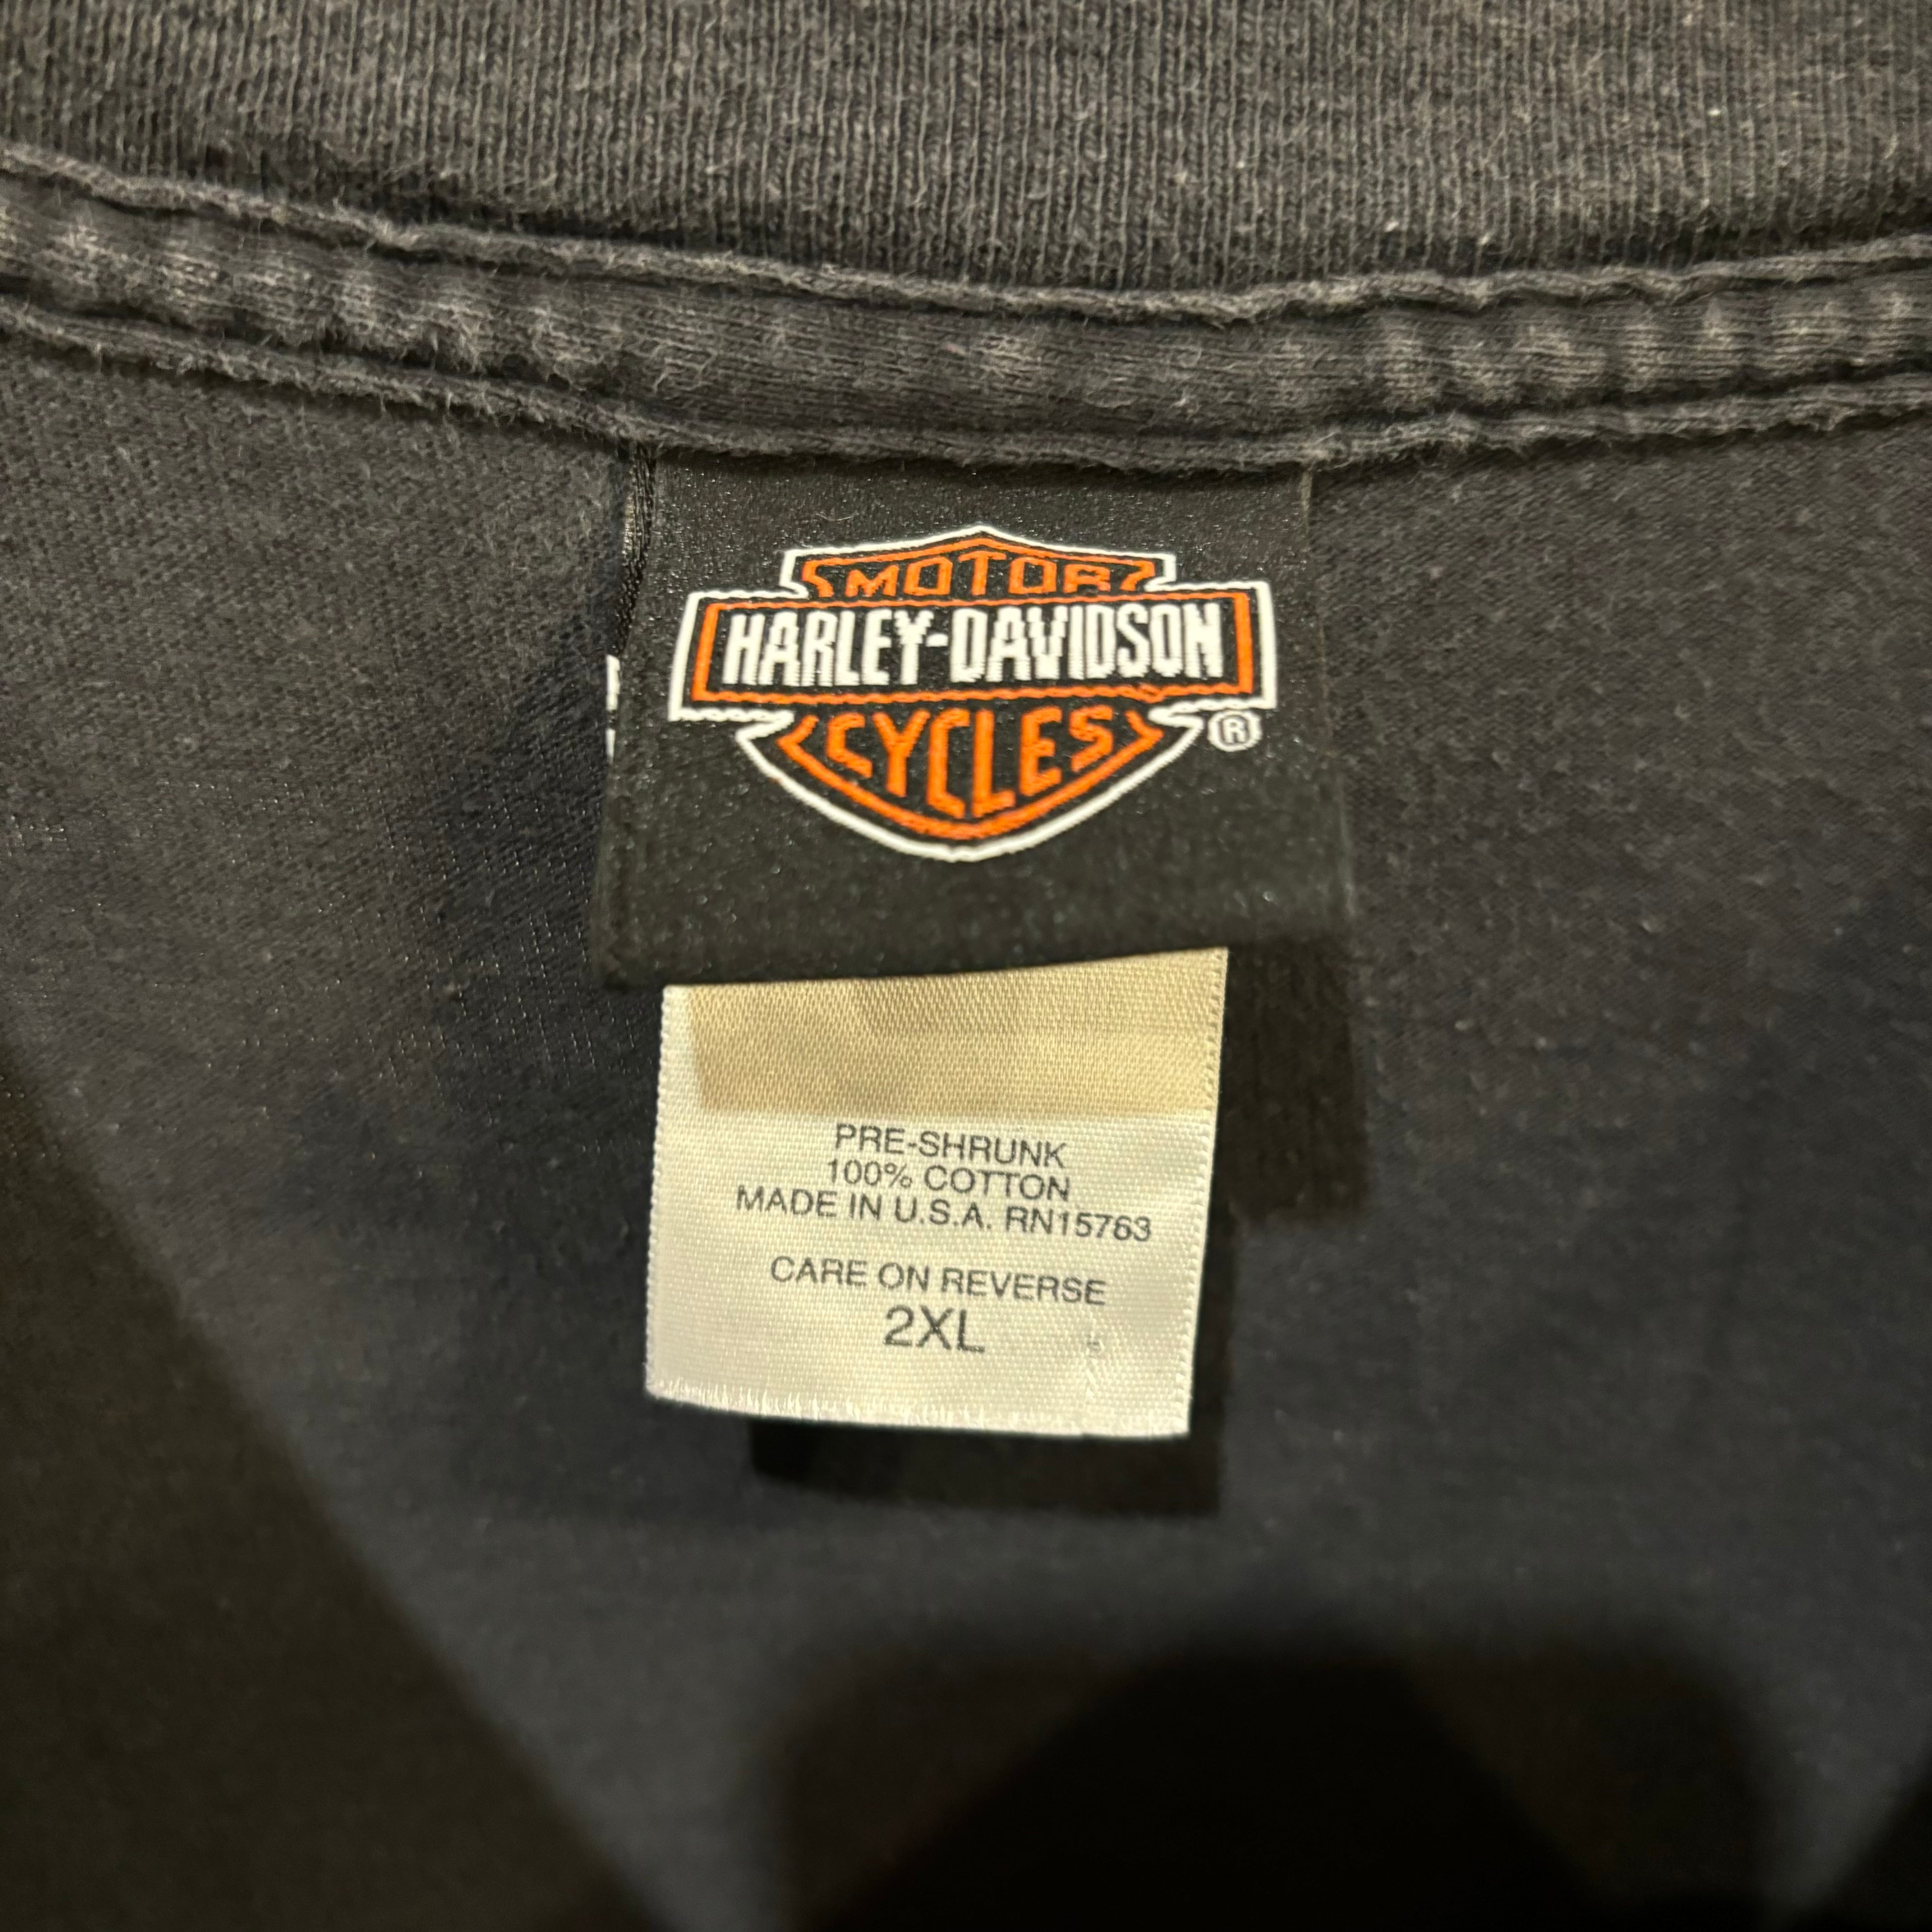 MOTOR
HARLEY-DAVIDSON
CYCLES
®
PRE-SHRUNK
100% COTTON
MADE IN U.S.A. RN15763
CARE ON REVERSE
2XL